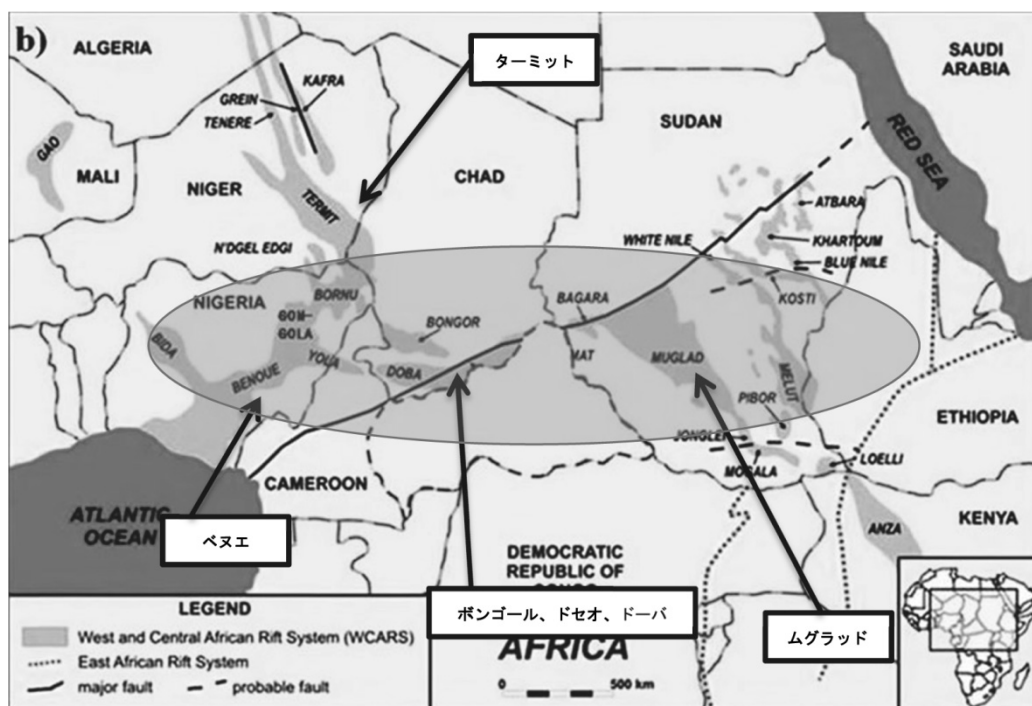 b)
ALGERIA
ターミット
SAUDI
ARABIA
KAFRA
GREIN
TENERE
SUDAN
RED SEA
GAO
MALI
NIGER
CHAD
TERMIT
ATBARA
N'DGEL EDGI
WHITE NILE
KHARTOUM
BLUE NILE
NIGERIA
BORNU
BAGARA
KOSTI
GOM-
GOLA
BONGOR
BIDA
BENOUE
YOUA
DOBA
MUGLAD
MELUT
PIBOR
ETHIOPIA
JONGLEI
MOGALA
LOELLI
CAMEROON
ATLANTIC
OCEAN
ベヌエ
ANZA
KENYA
DEMOCRATIC
REPUBLIC OF
ボンゴール、ドセオ、ドーバ
ムグラッド
LEGEND
West and Central African Rift System (WCARS)
East African Rift System
major fault
probable fault
AFRICA
0 500 km